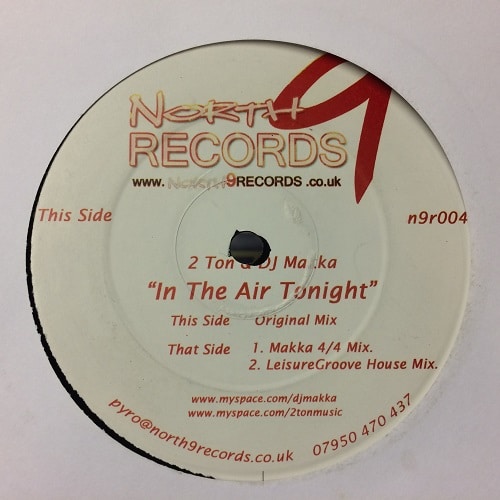 North 9
RECORDS
www.North9RECORDS.co.uk
This Side
n9r004
2 Ton & DJ Makka
"In The Air Tonight"
This Side Original Mix
That Side 1. Makka 4/4 Mix.
2. LeisureGroove House Mix.
www.myspace.com/djmakka
www.myspace.com/2tonmusic
pyro@north9records.co.uk 07950 470 437